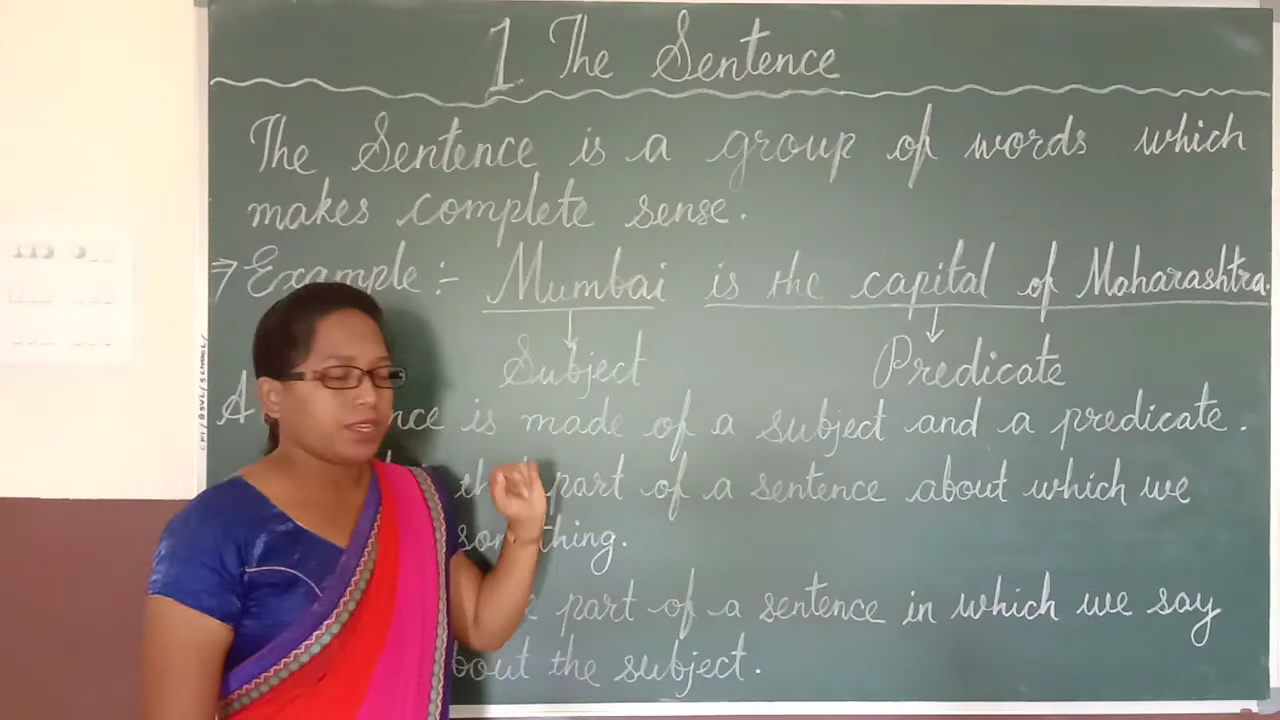 1. The Sentence
The Sentence is a group of words which
makes complete sense.
→ Example :- Mumbai is the capital of Maharashtra.
Subject Predicate
A is made of a subject and a predicate.
part of a sentence about which we
something.
part of a sentence in which we say
the subject.